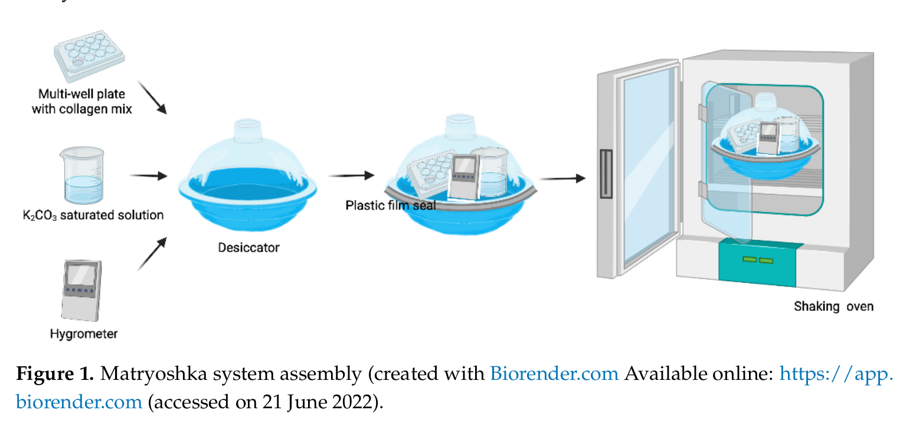 Multi-well plate
with collagen mix
K₂CO₃ saturated solution
Hygrometer
Desiccator
Plastic film seal
Shaking oven
Figure 1. Matryoshka system assembly (created with Biorender.com Available online: https://app.
biorender.com (accessed on 21 June 2022).